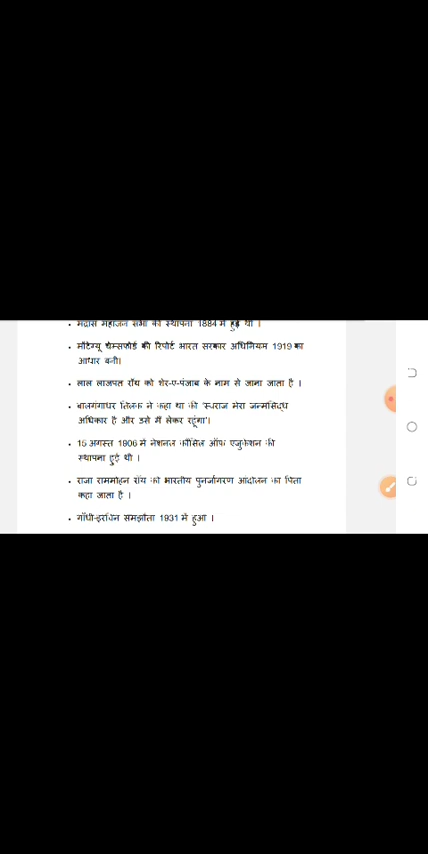 मद्रास महाजन सभा की स्थापना 1884 में हुई थी ।
मोंटेग्यू चेम्सफोर्ड की रिपोर्ट भारत सरकार अधिनियम 1919 का
आधार बनी।
लाल लाजपत रॉय को शेर-ए-पंजाब के नाम से जाना जाता है ।
बालगंगाधर तिलक ने कहा था की 'स्वराज मेरा जन्मसिद्ध
अधिकार है और उसे मैं लेकर रहूंगा'।
15 अगस्त 1906 में नेशनल कौंसिल ऑफ एजुकेशन की
स्थापना हुई थी ।
राजा राममोहन रॉय को भारतीय पुनर्जागरण आंदोलन का पिता
कहा जाता है ।
गाँधी-इरविन समझौता 1931 में हुआ ।